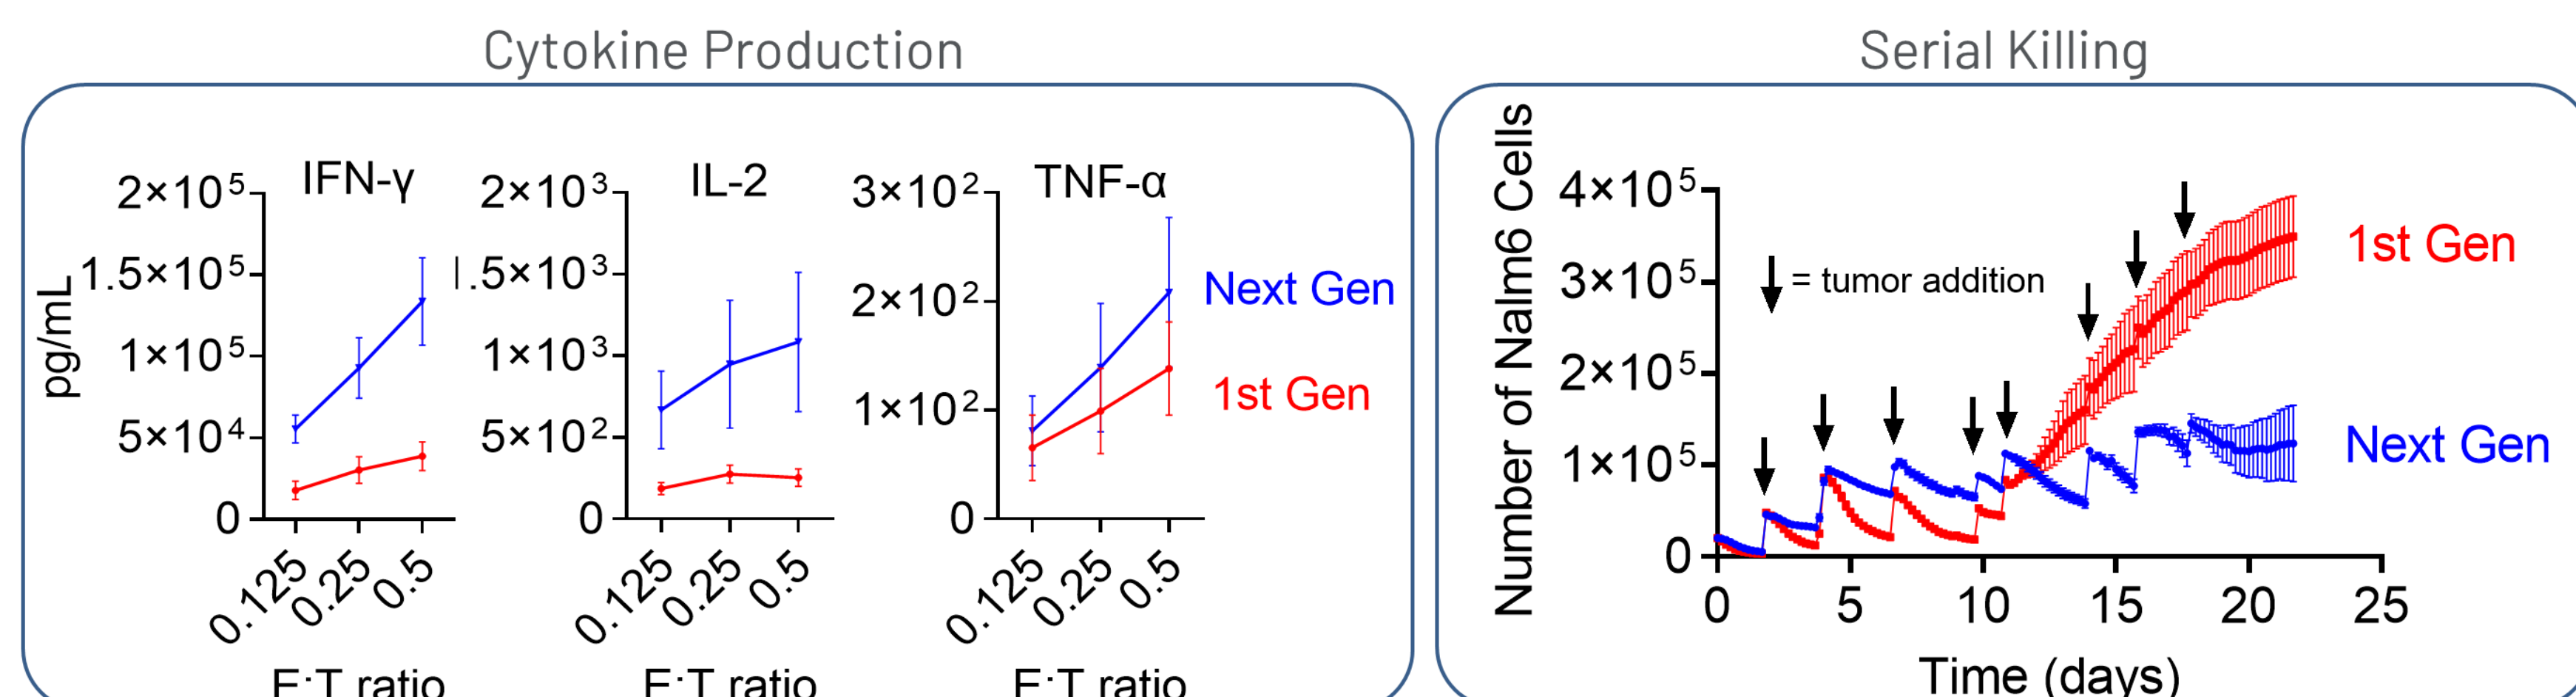 Cytokine Production
IFN-γ
2×10⁵
1.5×10⁵
1×10⁵
5×10⁴
0
pg/mL
0.125
0.25
0.5
E:T ratio
IL-2
2×10³
.5×10³
1×10³
5×10²
0
0.125
0.25
0.5
E:T ratio
TNF-α
3×10²
2×10²
1×10²
0
0.125
0.25
0.5
E:T ratio
Next Gen
1st Gen
Serial Killing
Number of Nalm6 Cells
4×10⁵
3×10⁵
2×10⁵
1×10⁵
0
= tumor addition
1st Gen
Next Gen
0 5 10 15 20 25
Time (days)